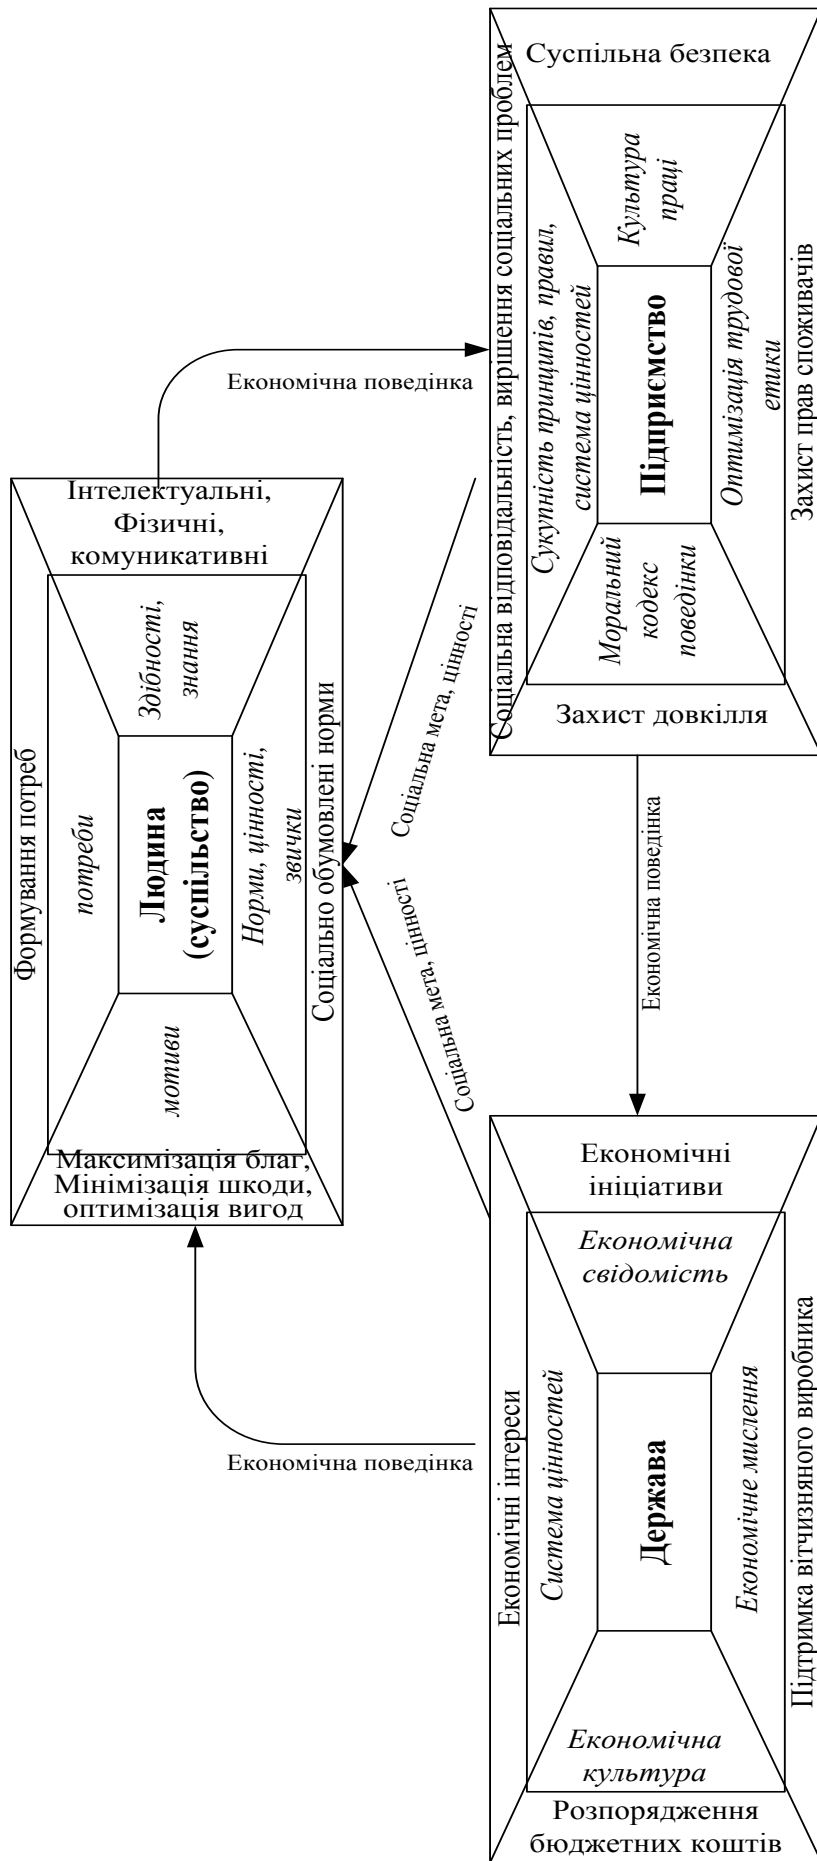 Формування потреб
потреби
Людина
(суспільство)
Норми, цінності,
звички
Соціально обумовлені норми
мотиви
Максимізація благ,
Мінімізація шкоди,
оптимізація вигод
Здібності,
знання
Інтелектуальні,
Фізичні,
комуникативні
Економічна поведінка
Економічна поведінка
Соціальна мета, цінності
Соціальна мета, цінності
Економічна поведінка
Економічні інтереси
Система цінностей
Держава
Економічне мислення
Підтримка вітчизняного виробника
Економічна
культура
Розпорядження
бюджетних коштів
Економічна
свідомість
Економічні
ініціативи
Соціальна відповідальність, вирішення соціальних проблем
Сукупність принципів, правил,
система цінностей
Підприємство
Оптимізація трудової
етики
Захист прав споживачів
Моральний
кодекс
поведінки
Захист довкілля
Культура
праці
Суспільна безпека